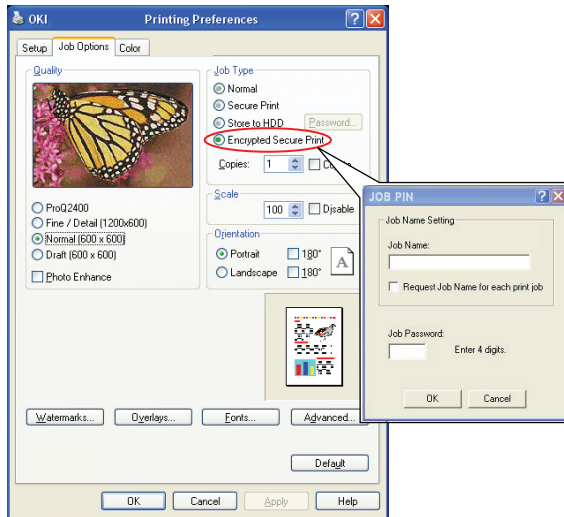 OKI Printing Preferences
Setup Job Options Color
Quality
ProQ2400
Fine / Detail (1200x600)
Normal (600 x 600)
Draft (600 x 600)
Photo Enhance
Job Type
Normal
Secure Print
Store to HDD Password...
Encrypted Secure Print
Copies: 1
Scale
100 Disable
Orientation
Portrait 180°
Landscape 180°
A
Watermarks... Overlays... Fonts... Advanced...
Default
OK Cancel Apply Help
JOB PIN
Job Name Setting
Job Name:
Request Job Name for each print job
Job Password:
Enter 4 digits.
OK Cancel